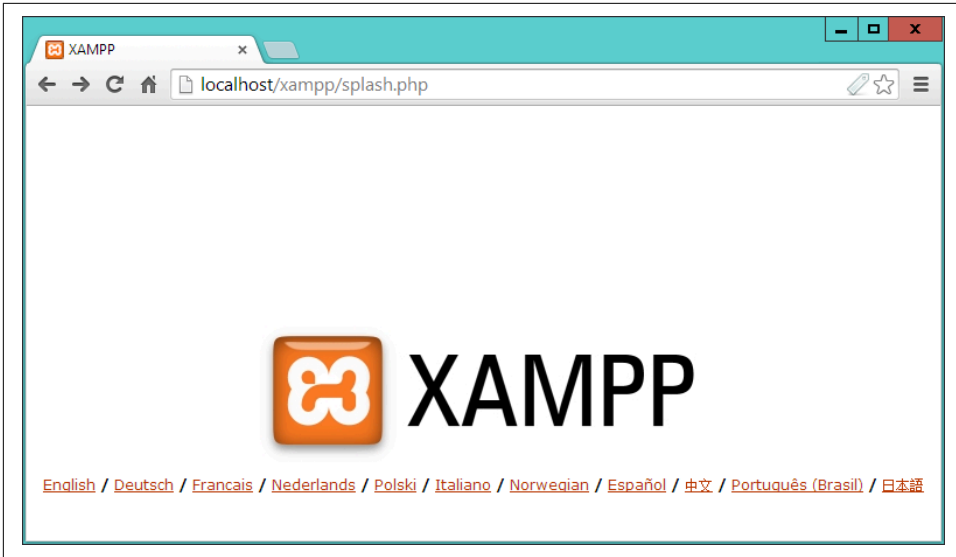 XAMPP
localhost/xampp/splash.php
XAMPP
English / Deutsch / Francais / Nederlands / Polski / Italiano / Norwegian / Español / 中文 / Português (Brasil) / 日本語